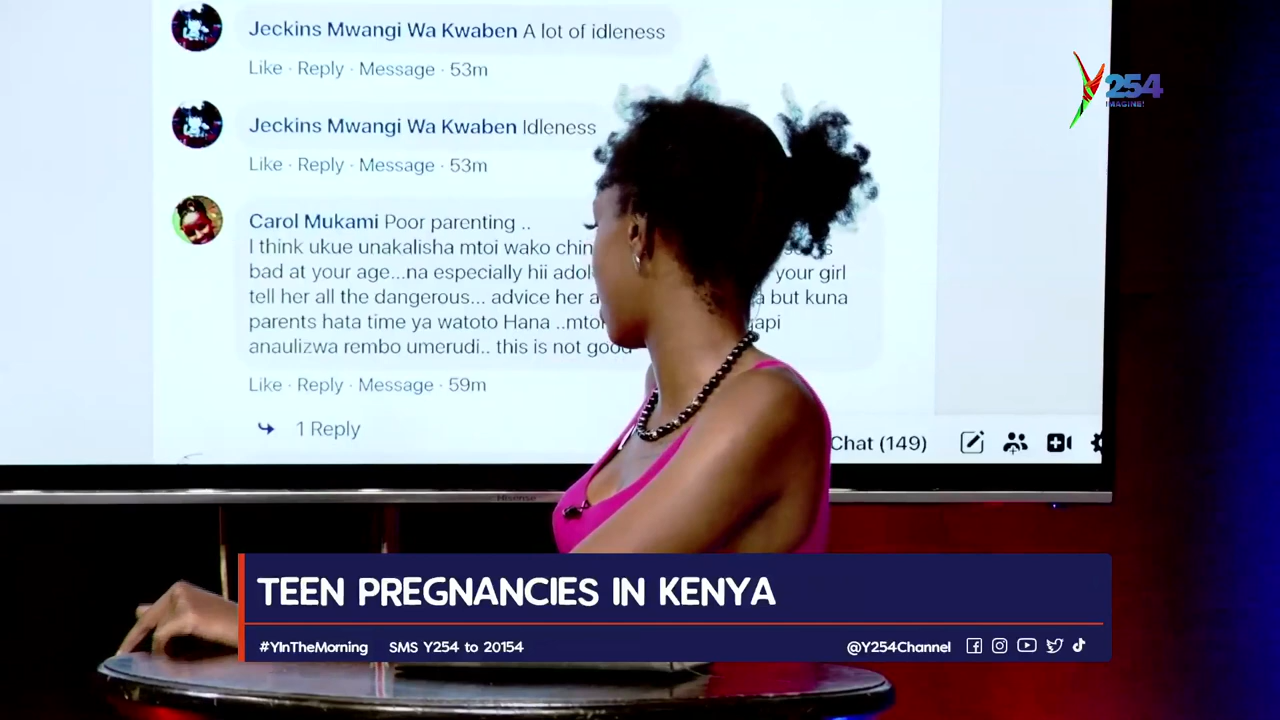 Jeckins Mwangi Wa Kwaben A lot of idleness
Like · Reply · Message · 53m
Y254
IMAGINE!
Jeckins Mwangi Wa Kwaben Idleness
Like · Reply · Message · 53m
Carol Mukami Poor parenting ..
I think ukue unakalisha mtoi wako
bad at your age...na especially hii your girl
tell her all the dangerous... advice her but kuna
parents hata time ya watoto Hana
anaulizwa rembo umerudi.. this is not good
Like · Reply · Message · 59m
1 Reply
Chat (149)
Hisense
TEEN PREGNANCIES IN KENYA
#YInTheMorning SMS Y254 to 20154 @Y254Channel